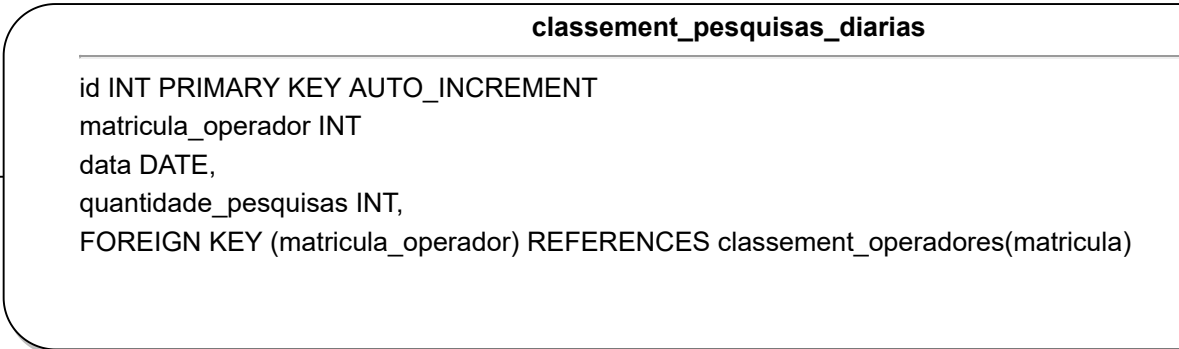 classement_pesquisas_diarias
id INT PRIMARY KEY AUTO_INCREMENT
matricula_operador INT
data DATE,
quantidade_pesquisas INT,
FOREIGN KEY (matricula_operador) REFERENCES classement_operadores(matricula)